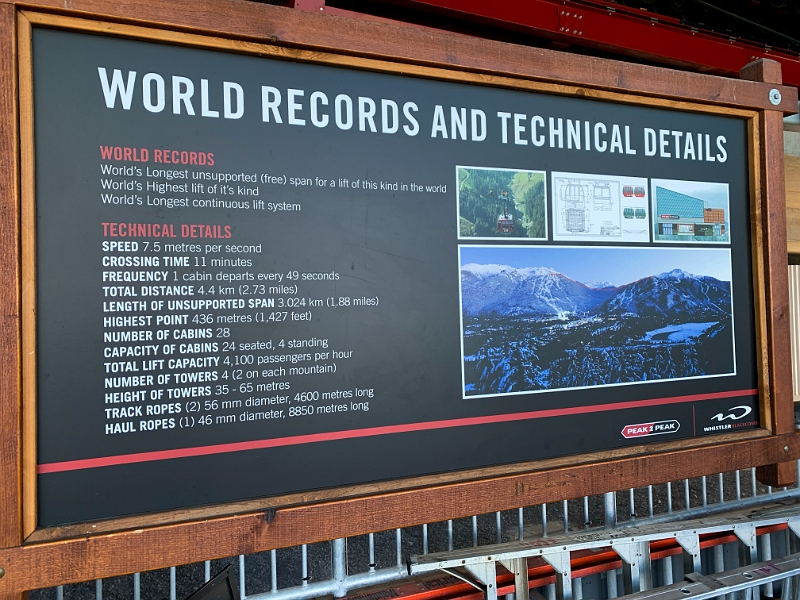 WORLD RECORDS AND TECHNICAL DETAILS
WORLD RECORDS
World's Longest unsupported (free) span for a lift of this kind in the world
World's Highest lift of it's kind
World's Longest continuous lift system
TECHNICAL DETAILS
SPEED 7.5 metres per second
CROSSING TIME 11 minutes
FREQUENCY 1 cabin departs every 49 seconds
TOTAL DISTANCE 4.4 km (2.73 miles)
LENGTH OF UNSUPPORTED SPAN 3.024 km (1.88 miles)
HIGHEST POINT 436 metres (1,427 feet)
NUMBER OF CABINS 28
CAPACITY OF CABINS 24 seated, 4 standing
TOTAL LIFT CAPACITY 4,100 passengers per hour
NUMBER OF TOWERS 4 (2 on each mountain)
HEIGHT OF TOWERS 35 - 65 metres
TRACK ROPES (2) 56 mm diameter, 4600 metres long
HAUL ROPES (1) 46 mm diameter, 8850 metres long
PEAK 2 PEAK
WHISTLER BLACKCOMB